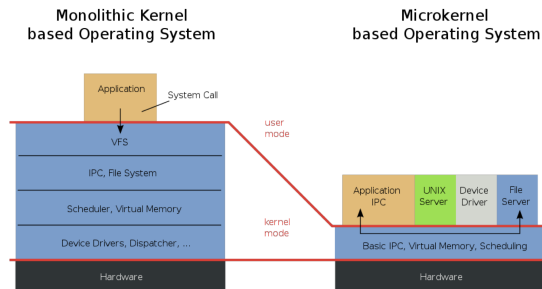 Monolithic Kernel
based Operating System
Microkernel
based Operating System
Application
System Call
user
mode
VFS
IPC, File System
Scheduler, Virtual Memory
Device Drivers, Dispatcher, ...
Hardware
kernel
mode
Application
IPC
UNIX
Server
Device
Driver
File
Server
Basic IPC, Virtual Memory, Scheduling
Hardware